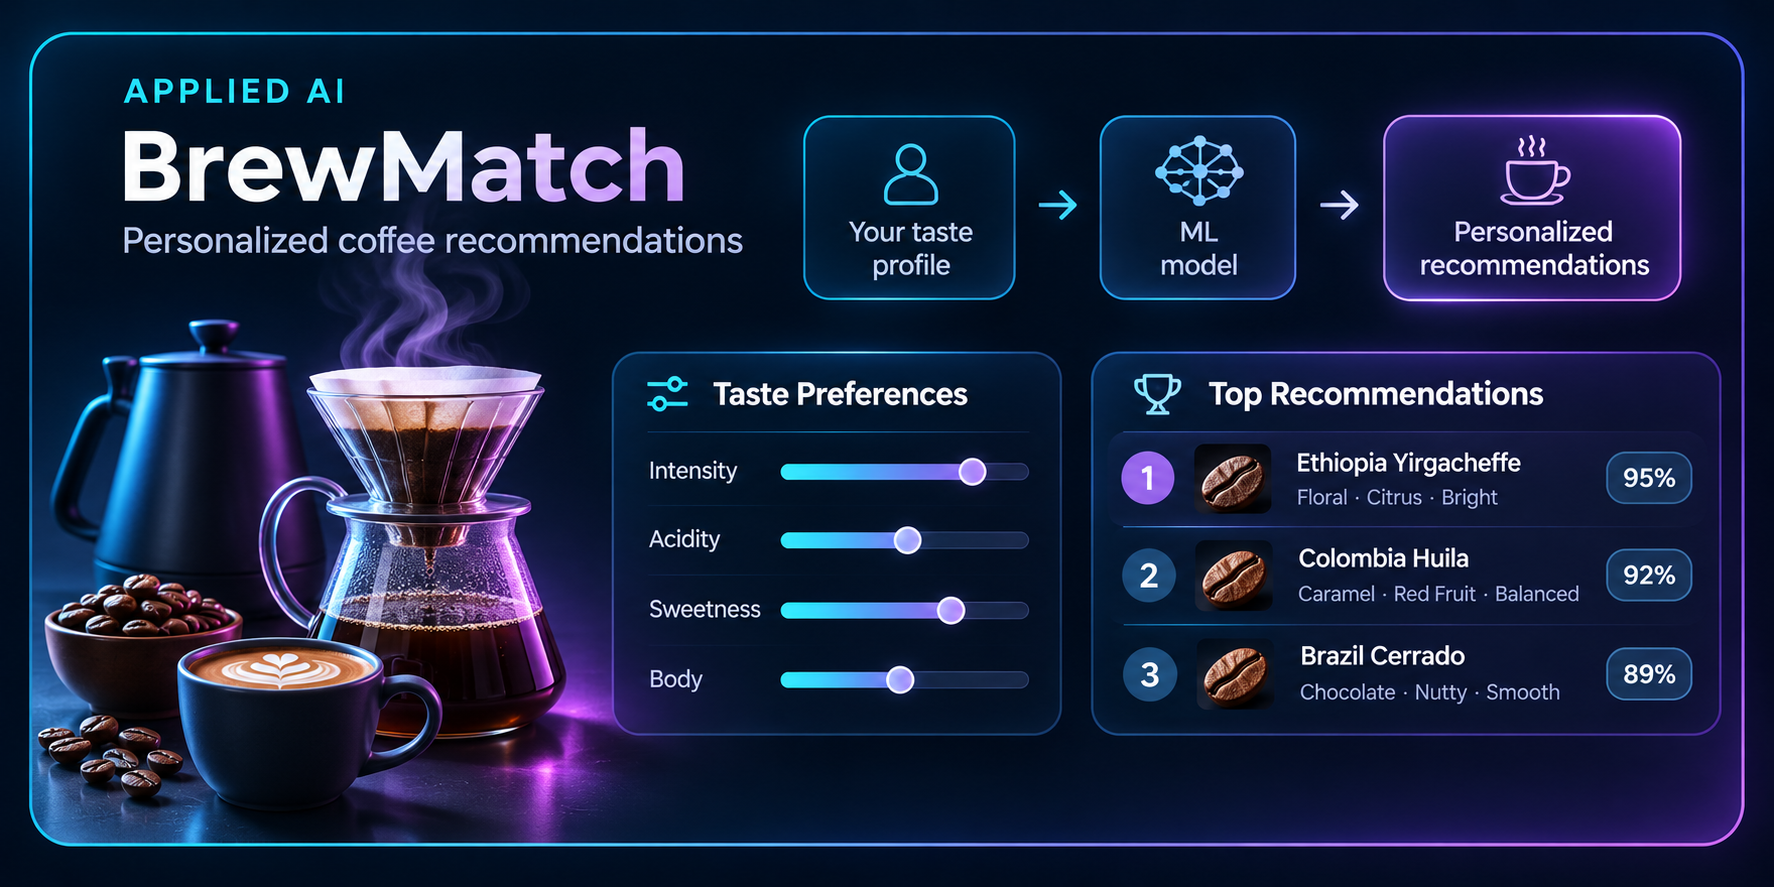 APPLIED AI
BrewMatch
Personalized coffee recommendations
Your taste
profile
ML
model
Personalized
recommendations
Taste Preferences
Intensity
Acidity
Sweetness
Body
Top Recommendations
1
Ethiopia Yirgacheffe
Floral · Citrus · Bright
95%
2
Colombia Huila
Caramel · Red Fruit · Balanced
92%
3
Brazil Cerrado
Chocolate · Nutty · Smooth
89%